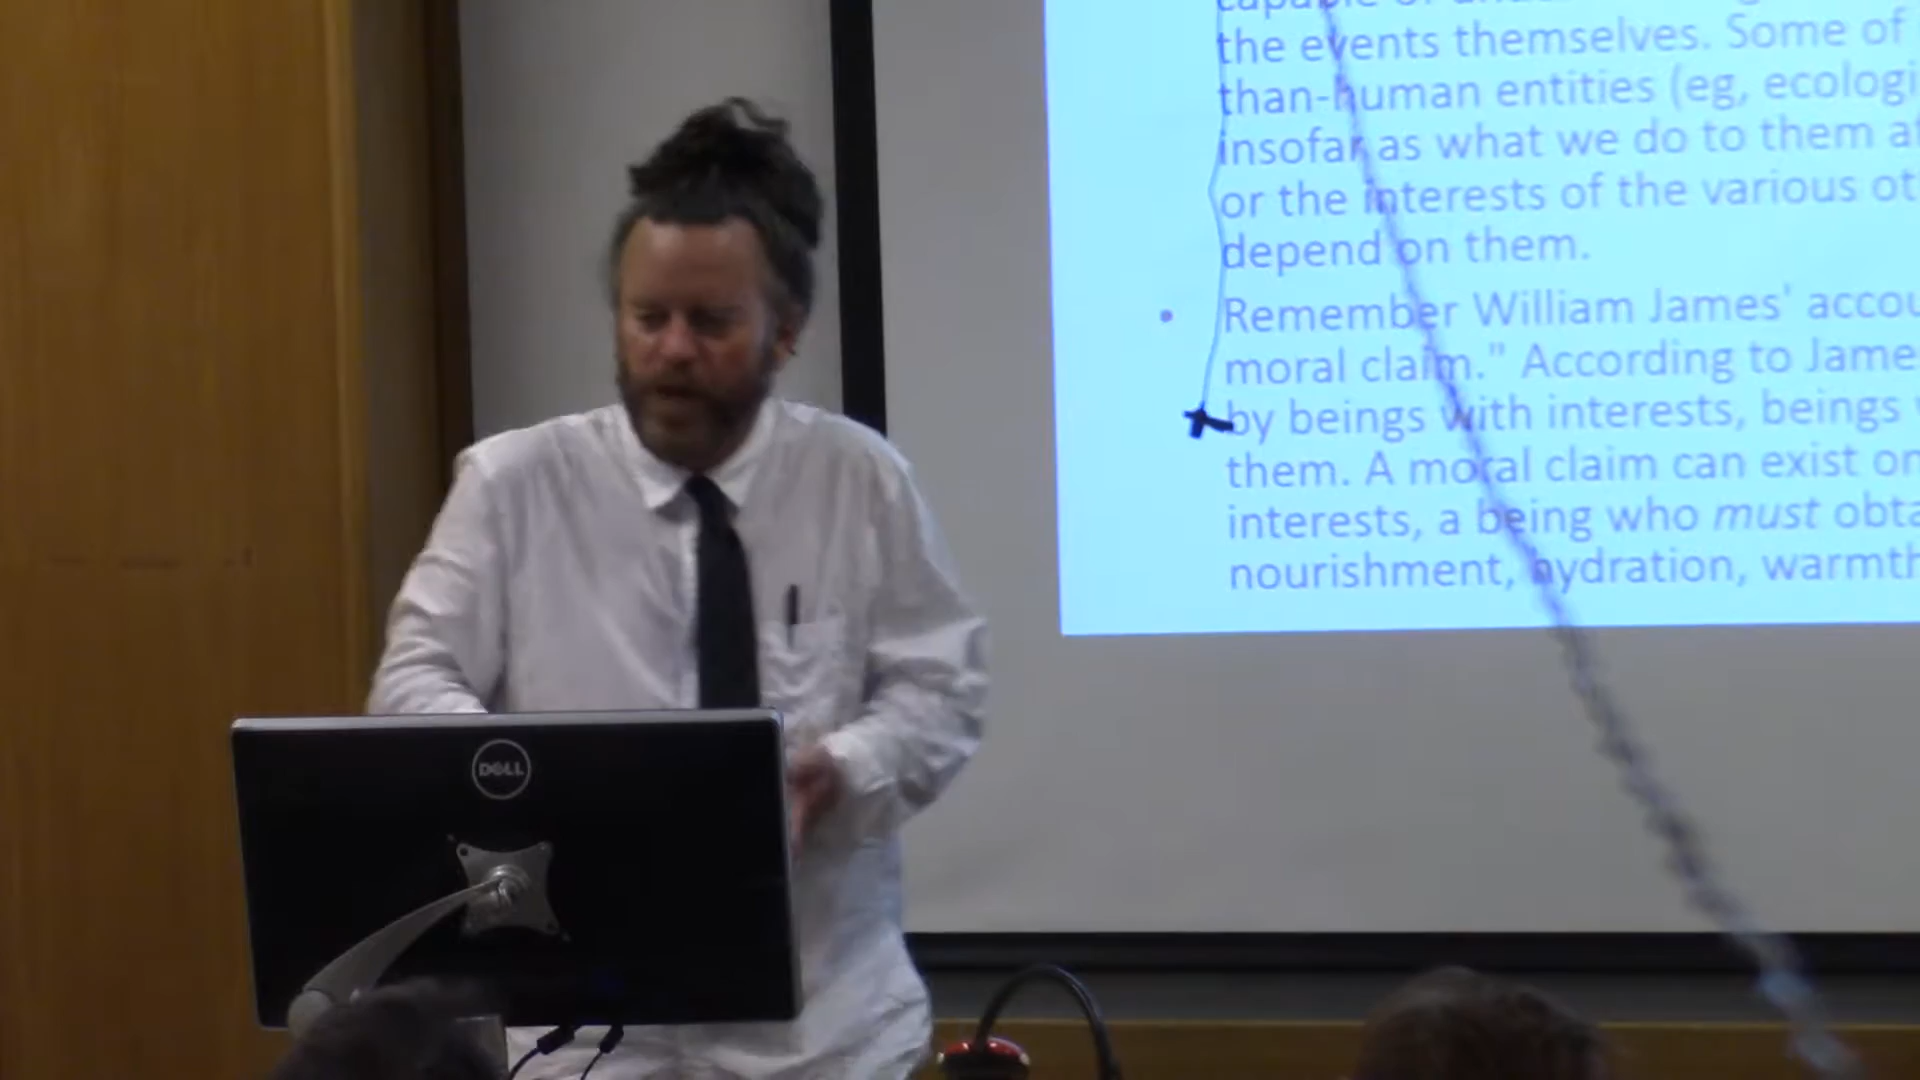 the events themselves. Some of
than-human entities (eg, ecologi
insofar as what we do to them a
or the interests of the various ot
depend on them.
• Remember William James' accou
moral claim." According to Jame
by beings with interests, beings
them. A moral claim can exist on
interests, a being who must obta
nourishment, hydration, warmth
DELL